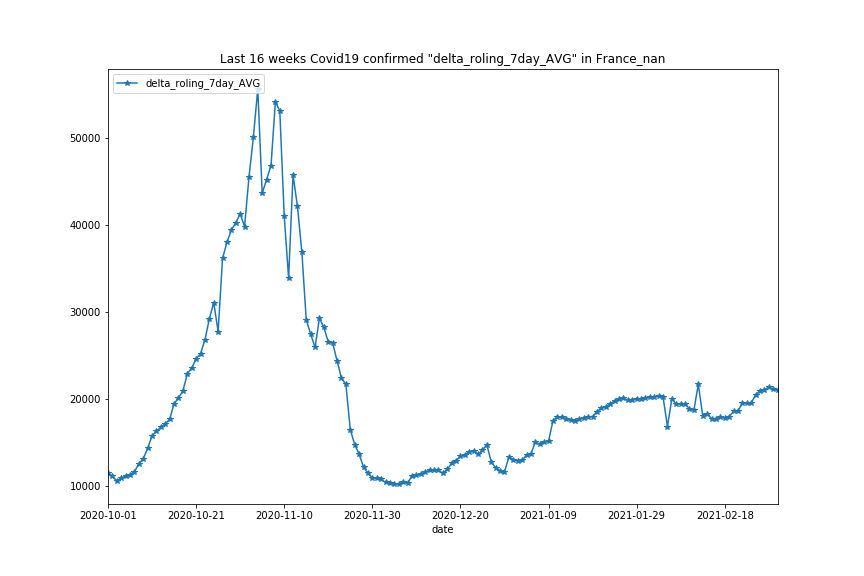 Last 16 weeks Covid19 confirmed "delta_roling_7day_AVG" in France_nan
delta_roling_7day_AVG
50000
40000
30000
20000
10000
2020-10-01 2020-10-21 2020-11-10 2020-11-30 2020-12-20 2021-01-09 2021-01-29 2021-02-18
date